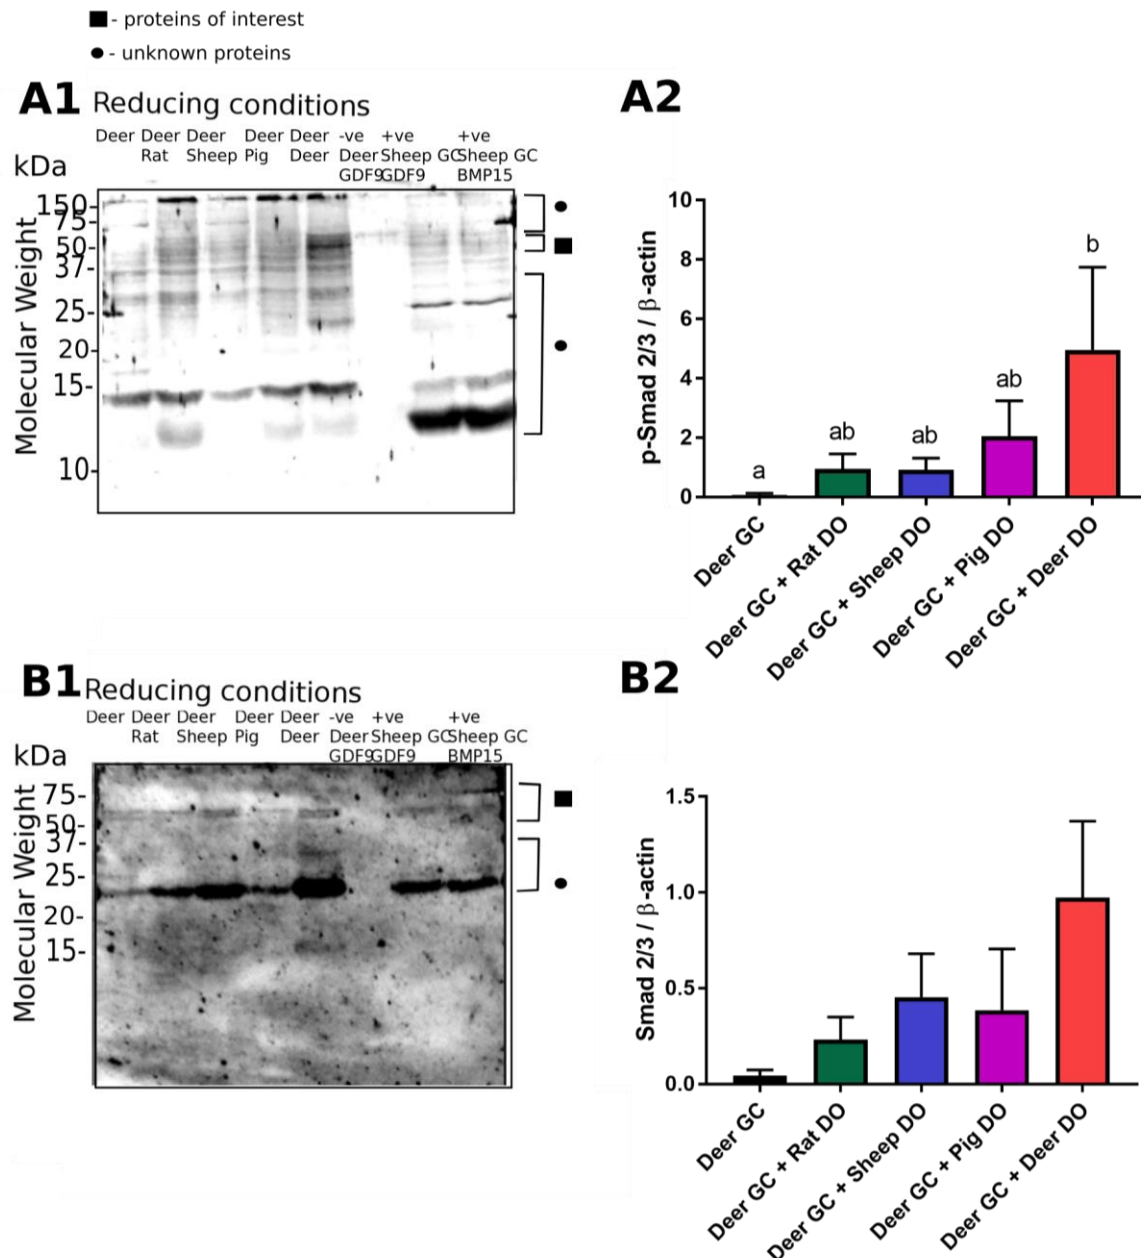 ■ - proteins of interest
● - unknown proteins
A1 Reducing conditions
Deer Deer Deer Deer Deer -ve +ve +ve
Rat Sheep Pig Deer Deer Sheep GC Sheep GC
GDF9 GDF9 BMP15
kDa
Molecular Weight
150-
75-
50-
37-
25-
20-
15-
10-
A2
p-Smad 2/3 / β-actin
10
8
6
4
2
0
a
ab
ab
ab
b
Deer GC
Deer GC + Rat DO
Deer GC + Sheep DO
Deer GC + Pig DO
Deer GC + Deer DO
B1 Reducing conditions
Deer Deer Deer Deer Deer -ve +ve +ve
Rat Sheep Pig Deer Deer Sheep GC Sheep GC
GDF9 GDF9 BMP15
kDa
Molecular Weight
75-
50-
37-
25-
20-
15-
B2
Smad 2/3 / β-actin
1.5
1.0
0.5
0.0
Deer GC
Deer GC + Rat DO
Deer GC + Sheep DO
Deer GC + Pig DO
Deer GC + Deer DO